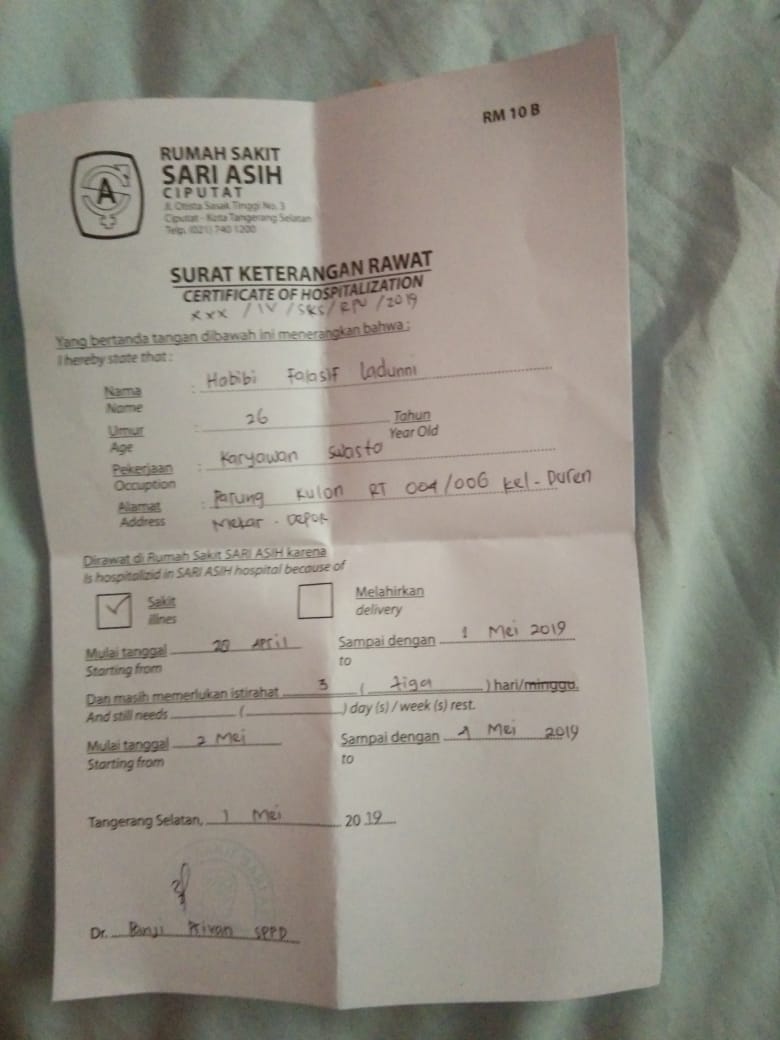 RM 10 B
RUMAH SAKIT
SARI ASIH
CIPUTAT
Jl. Otista Sasak Tinggi No. 3
Ciputat - Kota Tangerang Selatan
Telp. (021) 740 1200
SURAT KETERANGAN RAWAT
CERTIFICATE OF HOSPITALIZATION
xxx / IV / SKS / RPU / 2019
Yang bertanda tangan dibawah ini menerangkan bahwa :
I hereby state that :
Nama : Habibi Falasif Ladunni
Name
Umur : 26 Tahun
Age Year Old
Pekerjaan : Karyawan Swasta
Occuption
Alamat : Parung Kulon RT 004/006 Kel. Duren
Address Mekar - Depok
Dirawat di Rumah Sakit SARI ASIH karena
Is hospitalizid in SARI ASIH hospital because of
Sakit Melahirkan
illnes delivery
Mulai tanggal April Sampai dengan 1 Mei 2019
Starting from to
Dan masih memerlukan istirahat 3 ( tiga ) hari/minggu.
And still needs ( ) day (s) / week (s) rest.
Mulai tanggal 2 Mei Sampai dengan Mei 2019
Starting from to
Tangerang Selatan, 1 Mei 2019
Dr. Panji SPPD